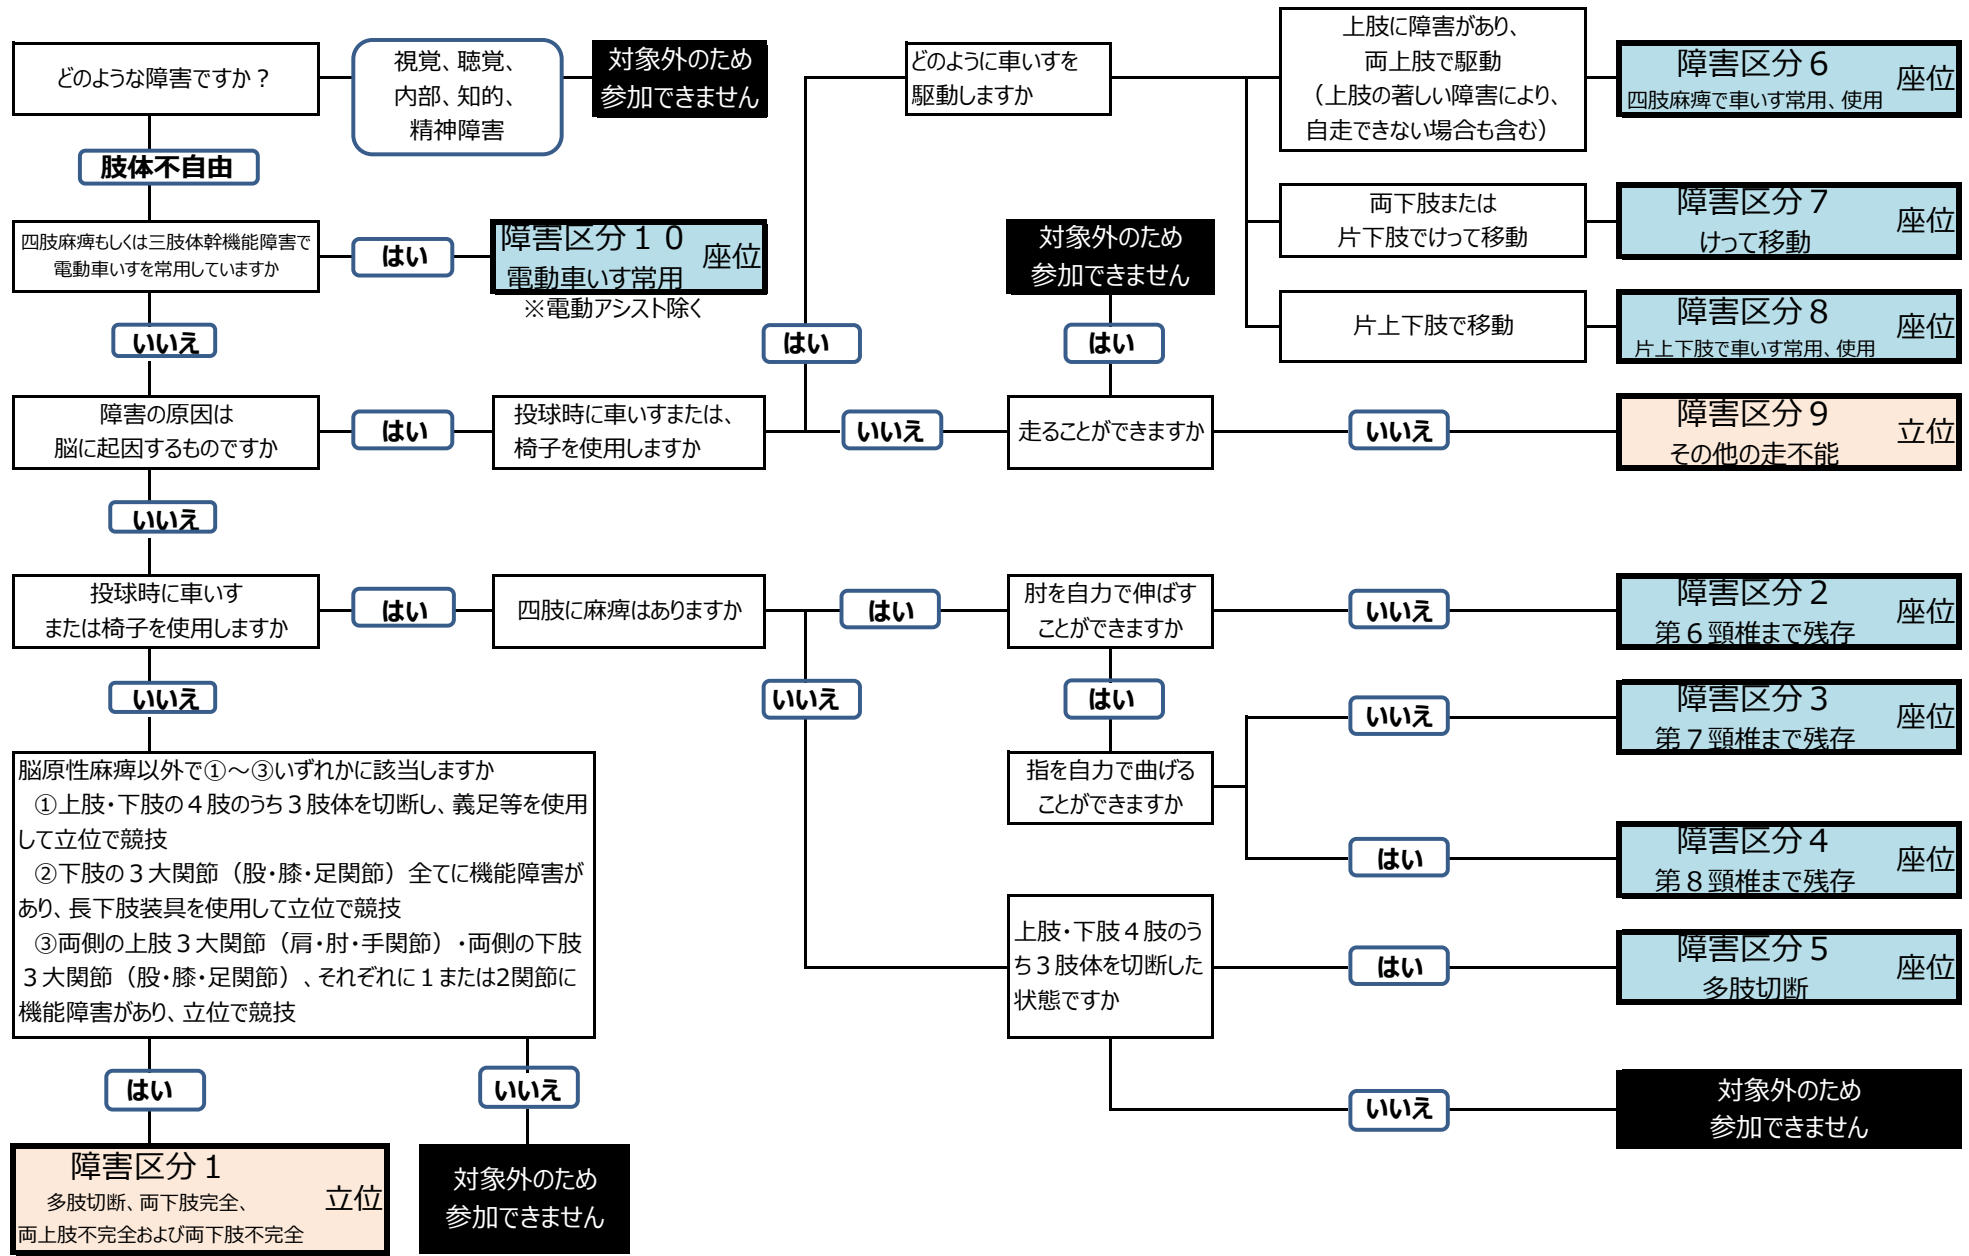 どのような障害ですか？
視覚、聴覚、
内部、知的、
精神障害
対象外のため
参加できません
肢体不自由
四肢麻痺もしくは三肢体幹機能障害で
電動車いすを常用していますか
はい
障害区分１０
電動車いす常用
座位
※電動アシスト除く
いいえ
障害の原因は
脳に起因するものですか
はい
投球時に車いすまたは、
椅子を使用しますか
はい
どのように車いすを
駆動しますか
上肢に障害があり、
両上肢で駆動
（上肢の著しい障害により、
自走できない場合も含む）
障害区分６
四肢麻痺で車いす常用、使用
座位
両下肢または
片下肢でけって移動
障害区分７
けって移動
座位
片上下肢で移動
障害区分８
片上下肢で車いす常用、使用
座位
いいえ
走ることができますか
はい
対象外のため
参加できません
いいえ
障害区分９
その他の走不能
立位
いいえ
投球時に車いす
または椅子を使用しますか
はい
四肢に麻痺はありますか
はい
肘を自力で伸ばす
ことができますか
いいえ
障害区分２
第６頸椎まで残存
座位
はい
指を自力で曲げる
ことができますか
いいえ
障害区分３
第７頸椎まで残存
座位
はい
障害区分４
第８頸椎まで残存
座位
いいえ
上肢・下肢４肢のう
ち３肢体を切断した
状態ですか
はい
障害区分５
多肢切断
座位
いいえ
対象外のため
参加できません
いいえ
脳原性麻痺以外で①～③いずれかに該当しますか
①上肢・下肢の４肢のうち３肢体を切断し、義足等を使用
して立位で競技
②下肢の３大関節（股・膝・足関節）全てに機能障害が
あり、長下肢装具を使用して立位で競技
③両側の上肢３大関節（肩・肘・手関節）・両側の下肢
３大関節（股・膝・足関節）、それぞれに１または2関節に
機能障害があり、立位で競技
はい
障害区分１
多肢切断、両下肢完全、
両上肢不完全および両下肢不完全
立位
いいえ
対象外のため
参加できません